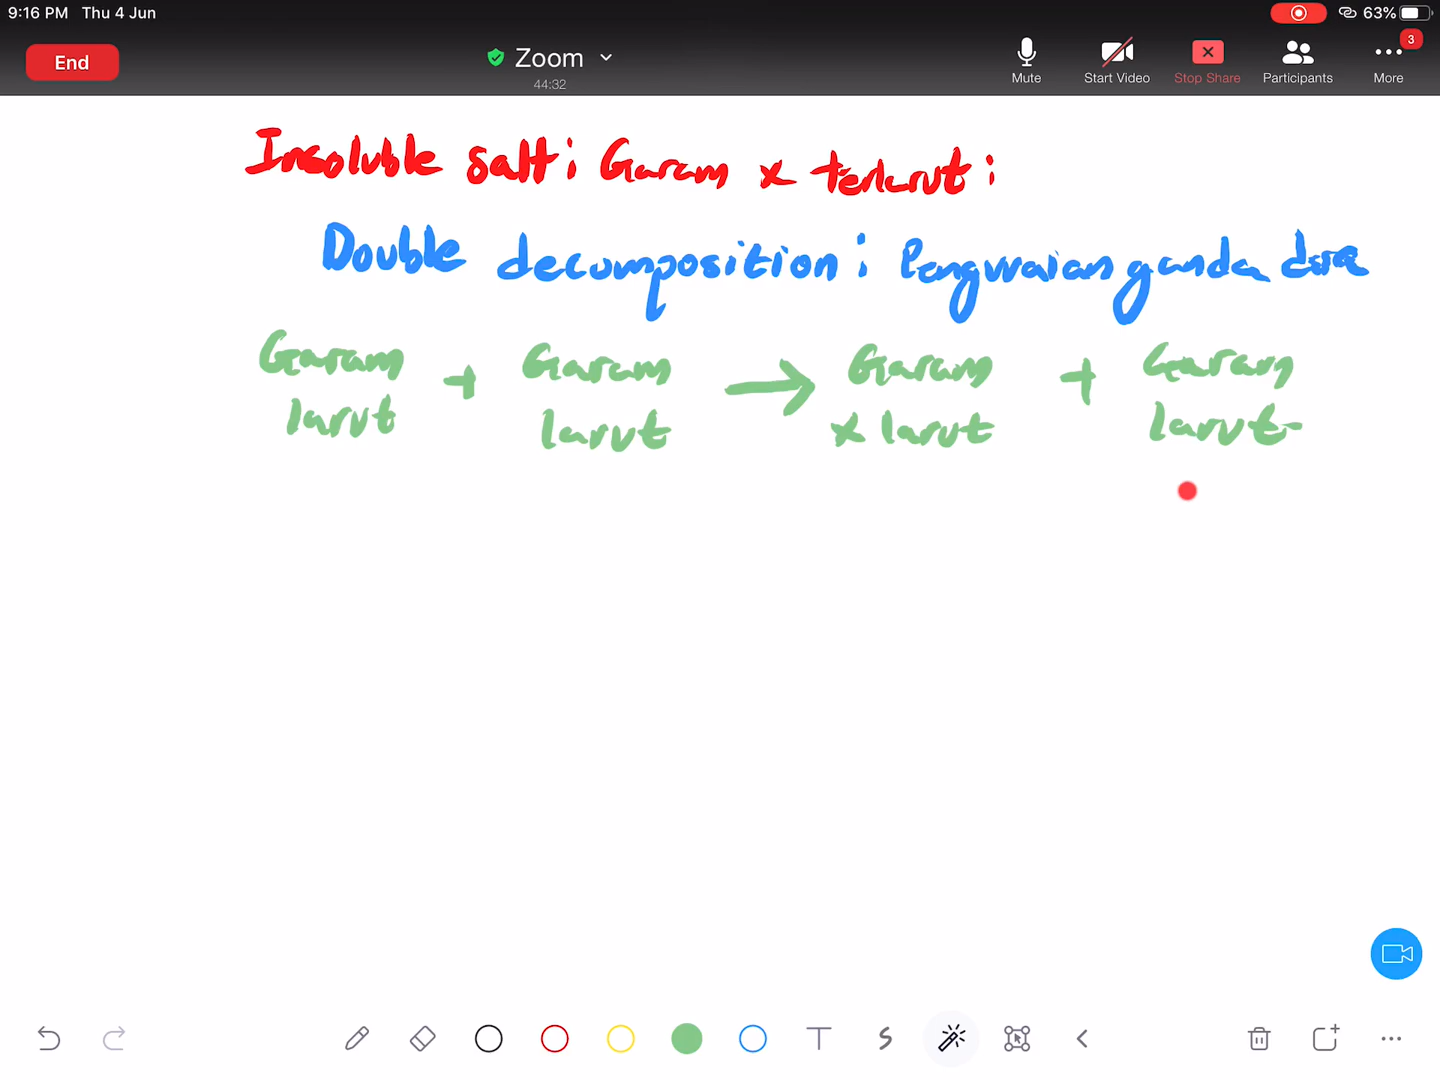 9:16 PM Thu 4 Jun 63%
End Zoom 44:32 Mute Start Video Stop Share Participants More 3
Insoluble salt : Garam x terlarut :
Double decomposition : Penguraian ganda dua
Garam + Garam → Garam + Garam
larut larut x larut larut
T